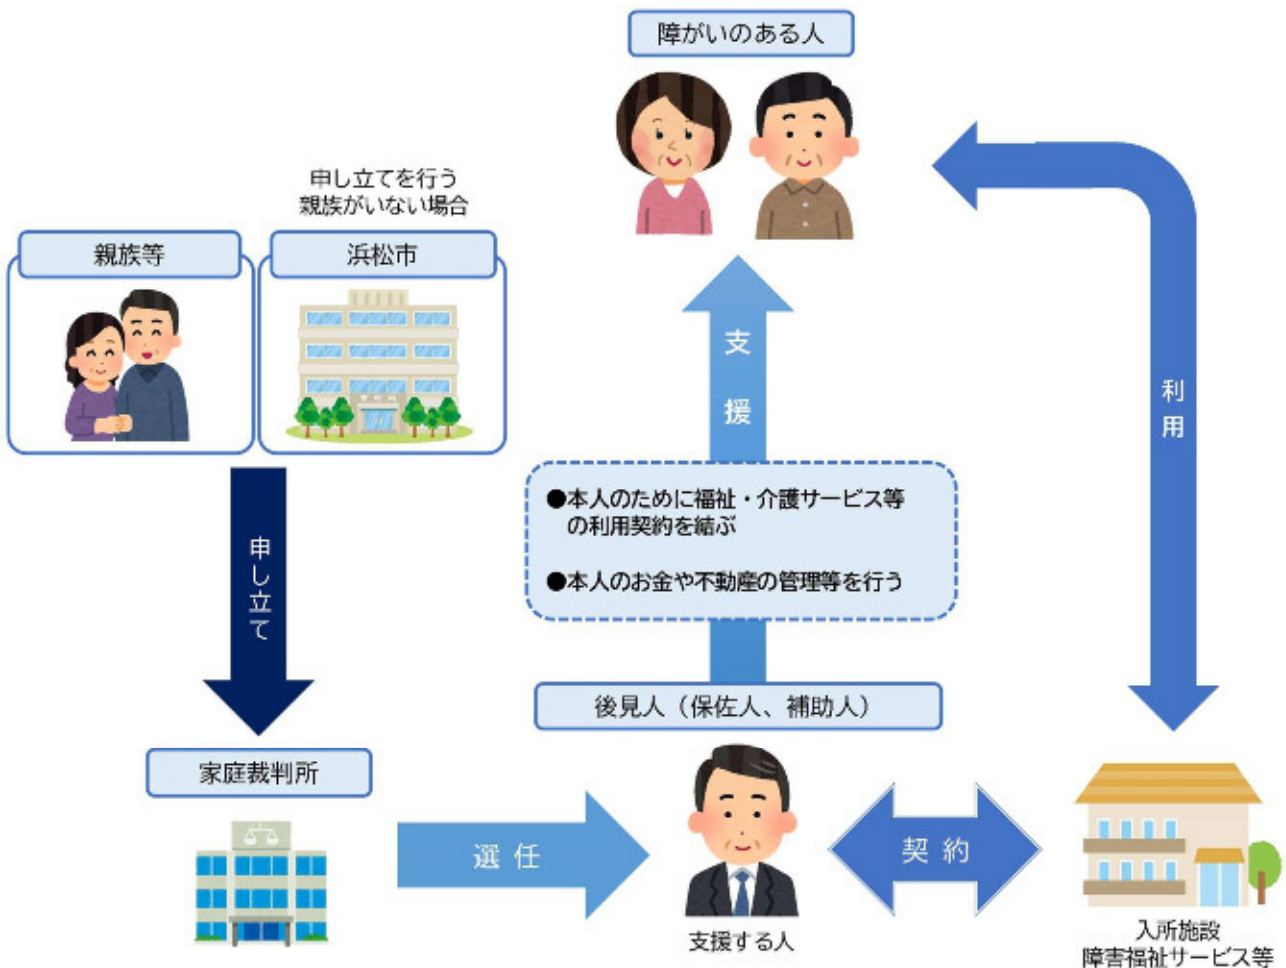 障がいのある人
申し立てを行う
親族がいない場合
親族等
浜松市
支援
利用
申し立て
●本人のために福祉・介護サービス等
の利用契約を結ぶ
●本人のお金や不動産の管理等を行う
後見人（保佐人、補助人）
家庭裁判所
選任
契約
支援する人
入所施設
障害福祉サービス等